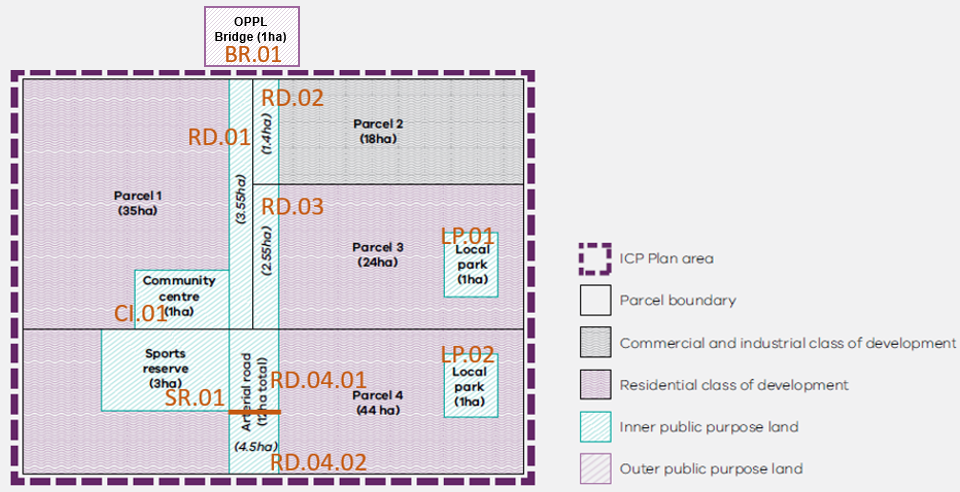 OPPL
Bridge (1ha)
BR.01
RD.02
RD.01
(1.4ha)
Parcel 2
(18ha)
Parcel 1
(35ha)
(3.55ha)
RD.03
(2.55ha)
Parcel 3
(24ha)
LP.01
Local
park
(1ha)
Community
centre
(1ha)
CI.01
Sports
reserve
(3ha)
SR.01
Arterial road
(12ha total)
RD.04.01
Parcel 4
(44 ha)
LP.02
Local
park
(1ha)
(4.5ha)
RD.04.02
ICP Plan area
Parcel boundary
Commercial and industrial class of development
Residential class of development
Inner public purpose land
Outer public purpose land